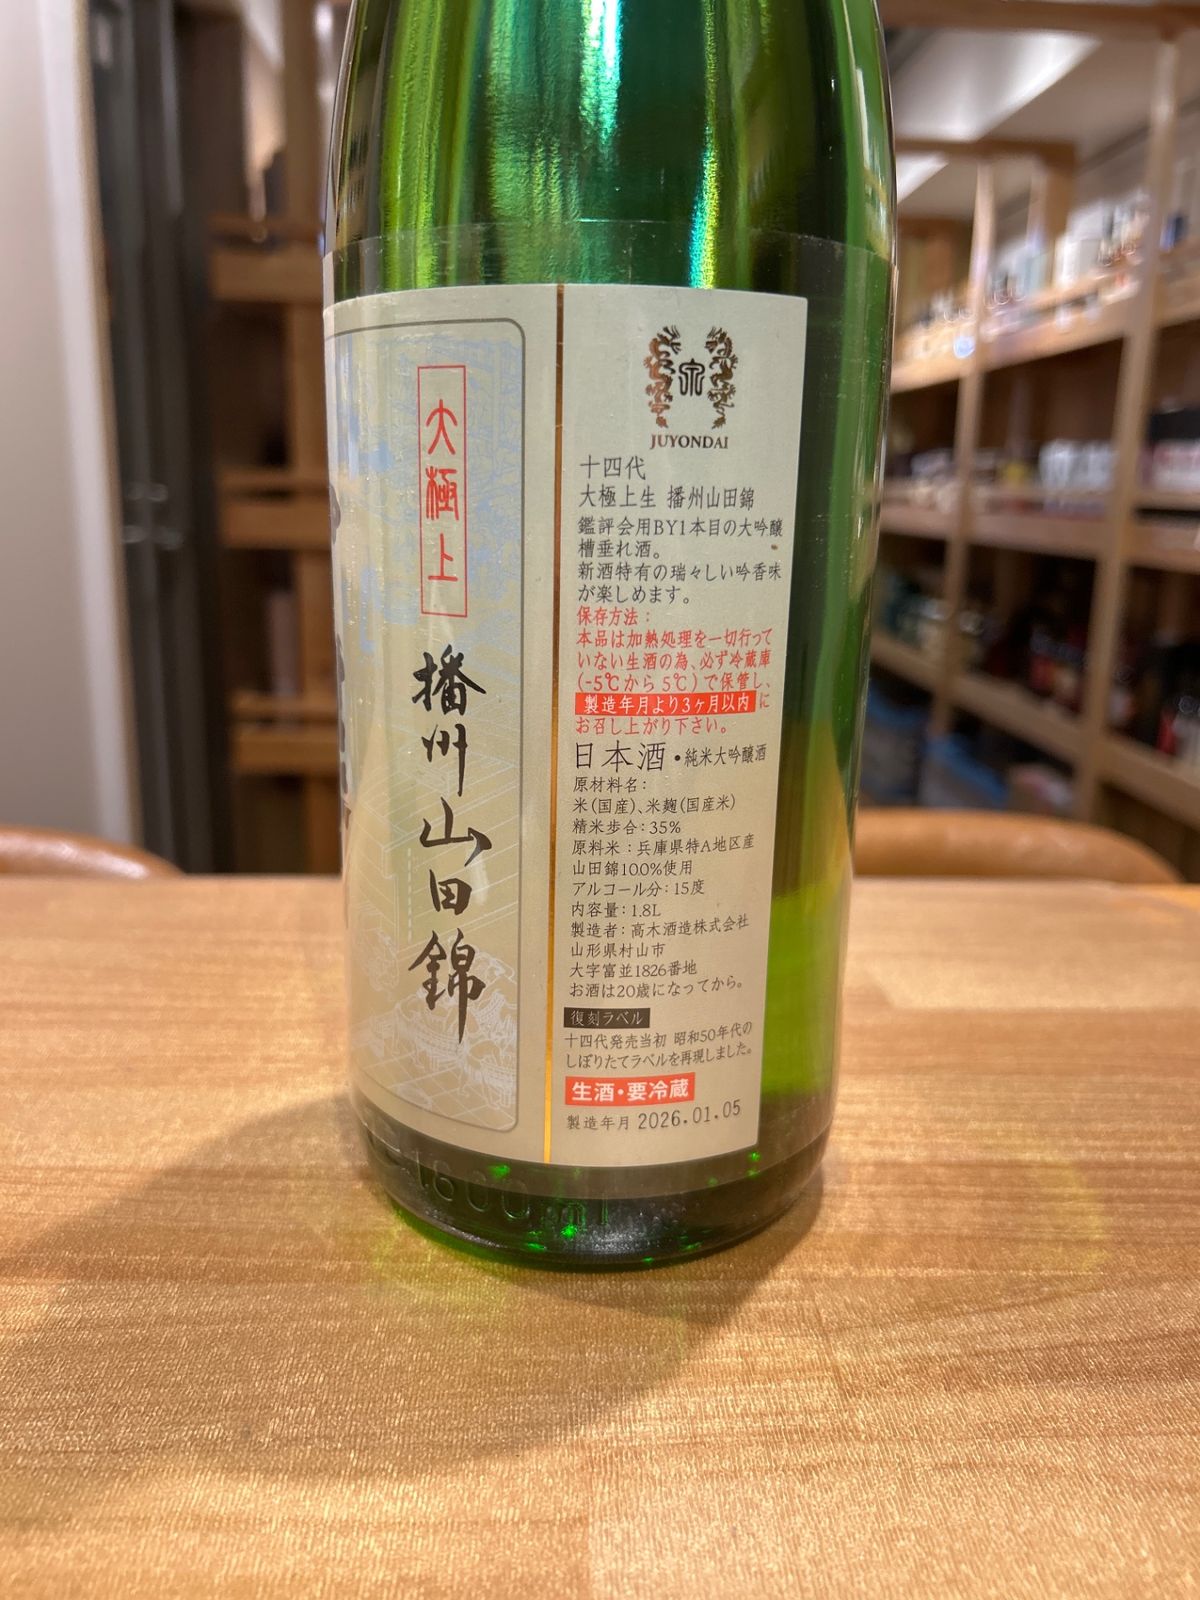 大極上
播州山田錦
JUYONDAI
十四代
大極上生 播州山田錦
鑑評会用BY1本目の大吟醸
槽垂れ酒。
新酒特有の瑞々しい吟香味
が楽しめます。
保存方法：
本品は加熱処理を一切行って
いない生酒の為、必ず冷蔵庫
(-5℃から5℃)で保管し、
製造年月より3ヶ月以内に
お召し上がり下さい。
日本酒・純米大吟醸酒
原材料名：
米(国産)、米麹(国産米)
精米歩合：35%
原料米：兵庫県特A地区産
山田錦100%使用
アルコール分：15度
内容量：1.8L
製造者：高木酒造株式会社
山形県村山市
大字富並1826番地
お酒は20歳になってから。
復刻ラベル
十四代発売当初 昭和50年代の
しぼりたてラベルを再現しました。
生酒・要冷蔵
製造年月 2026.01.05
1800ml